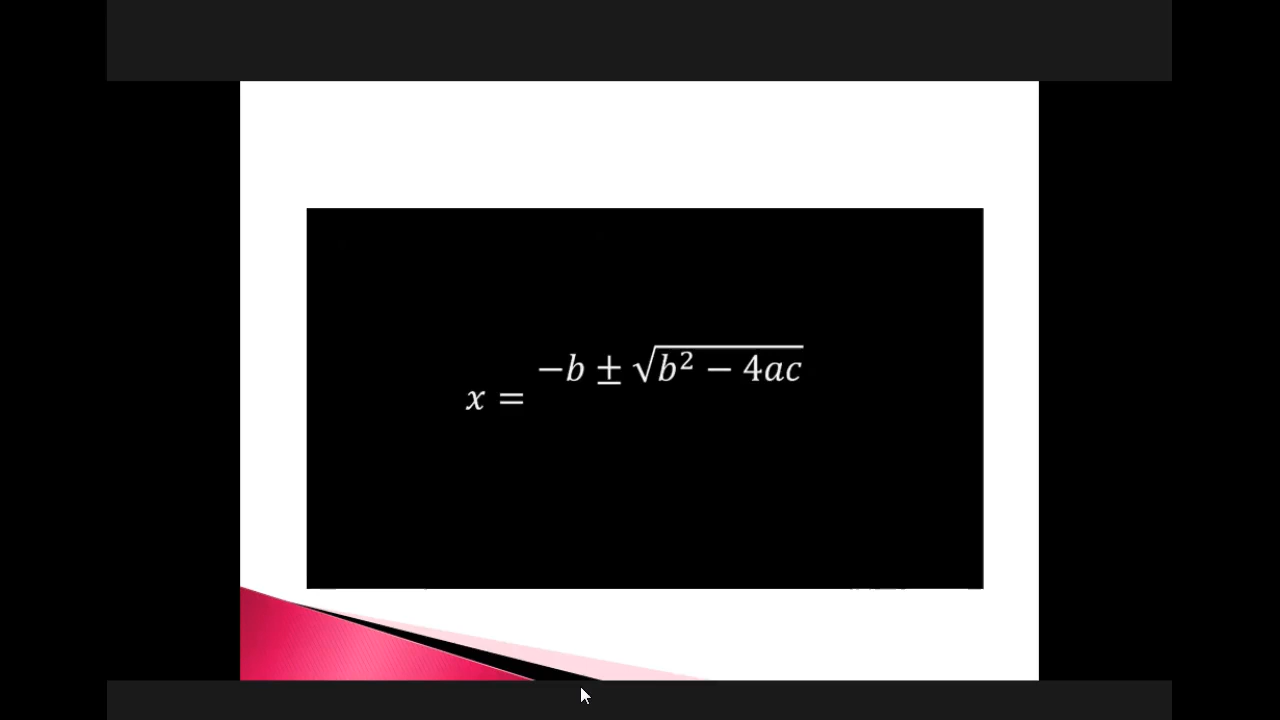 x = −b ± √b² − 4ac